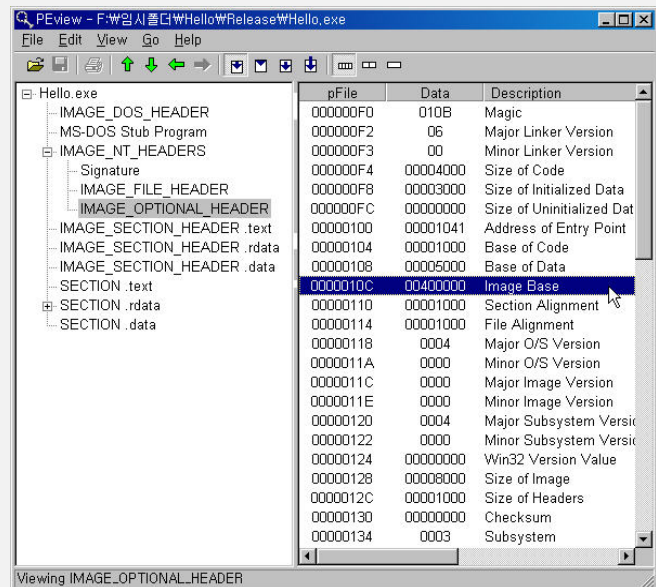 PEview - F:₩임시폴더₩Hello₩Release₩Hello.exe
File Edit View Go Help
Hello.exe
IMAGE_DOS_HEADER
MS-DOS Stub Program
IMAGE_NT_HEADERS
Signature
IMAGE_FILE_HEADER
IMAGE_OPTIONAL_HEADER
IMAGE_SECTION_HEADER .text
IMAGE_SECTION_HEADER .rdata
IMAGE_SECTION_HEADER .data
SECTION .text
SECTION .rdata
SECTION .data
pFile Data Description
000000F0 010B Magic
000000F2 06 Major Linker Version
000000F3 00 Minor Linker Version
000000F4 00004000 Size of Code
000000F8 00003000 Size of Initialized Data
000000FC 00000000 Size of Uninitialized Dat
00000100 00001041 Address of Entry Point
00000104 00001000 Base of Code
00000108 00005000 Base of Data
0000010C 00400000 Image Base
00000110 00001000 Section Alignment
00000114 00001000 File Alignment
00000118 0004 Major O/S Version
0000011A 0000 Minor O/S Version
0000011C 0000 Major Image Version
0000011E 0000 Minor Image Version
00000120 0004 Major Subsystem Versio
00000122 0000 Minor Subsystem Versio
00000124 00000000 Win32 Version Value
00000128 00008000 Size of Image
0000012C 00001000 Size of Headers
00000130 00000000 Checksum
00000134 0003 Subsystem
Viewing IMAGE_OPTIONAL_HEADER